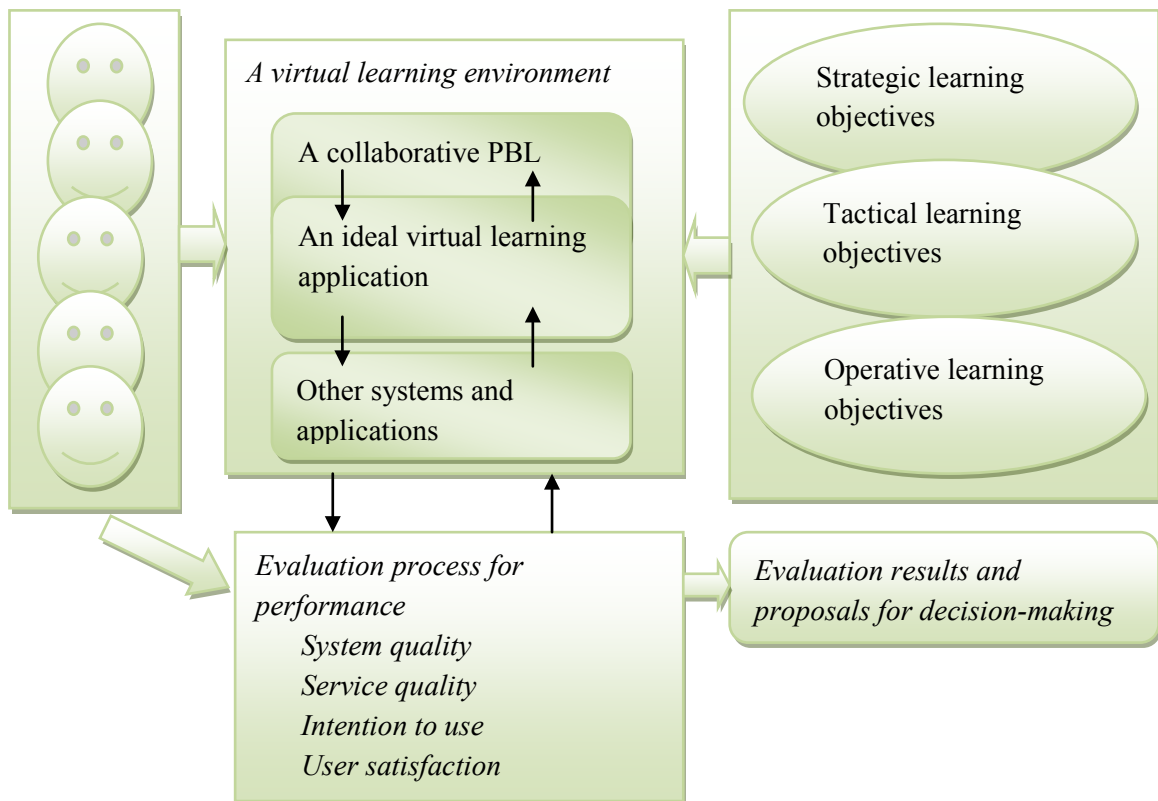 A virtual learning environment
A collaborative PBL
An ideal virtual learning
application
Other systems and
applications
Strategic learning
objectives
Tactical learning
objectives
Operative learning
objectives
Evaluation process for
performance
System quality
Service quality
Intention to use
User satisfaction
Evaluation results and
proposals for decision-making